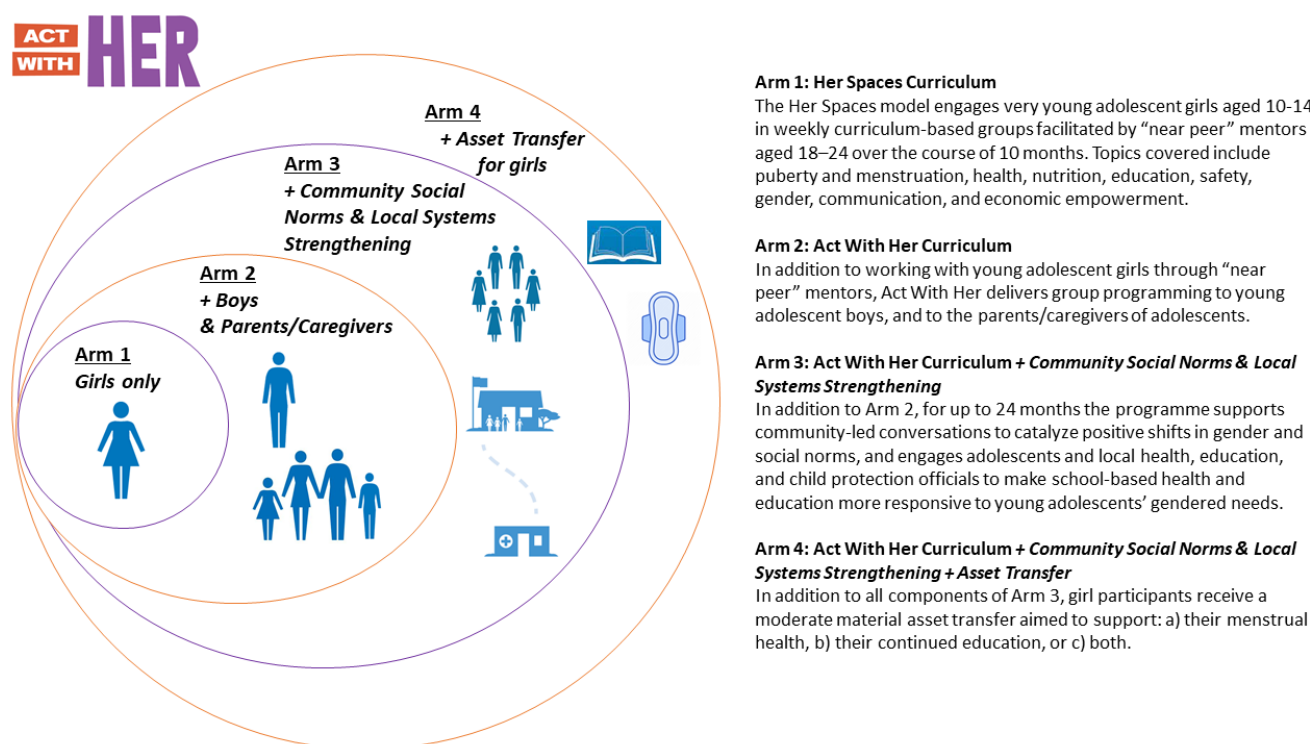 ACT
WITH
HER
Arm 4
+ Asset Transfer
for girls
Arm 3
+ Community Social
Norms & Local Systems
Strengthening
Arm 2
+ Boys
& Parents/Caregivers
Arm 1
Girls only
Arm 1: Her Spaces Curriculum
The Her Spaces model engages very young adolescent girls aged 10-14
in weekly curriculum-based groups facilitated by “near peer” mentors
aged 18–24 over the course of 10 months. Topics covered include
puberty and menstruation, health, nutrition, education, safety,
gender, communication, and economic empowerment.
Arm 2: Act With Her Curriculum
In addition to working with young adolescent girls through “near
peer” mentors, Act With Her delivers group programming to young
adolescent boys, and to the parents/caregivers of adolescents.
Arm 3: Act With Her Curriculum + Community Social Norms & Local
Systems Strengthening
In addition to Arm 2, for up to 24 months the programme supports
community-led conversations to catalyze positive shifts in gender and
social norms, and engages adolescents and local health, education,
and child protection officials to make school-based health and
education more responsive to young adolescents’ gendered needs.
Arm 4: Act With Her Curriculum + Community Social Norms & Local
Systems Strengthening + Asset Transfer
In addition to all components of Arm 3, girl participants receive a
moderate material asset transfer aimed to support: a) their menstrual
health, b) their continued education, or c) both.